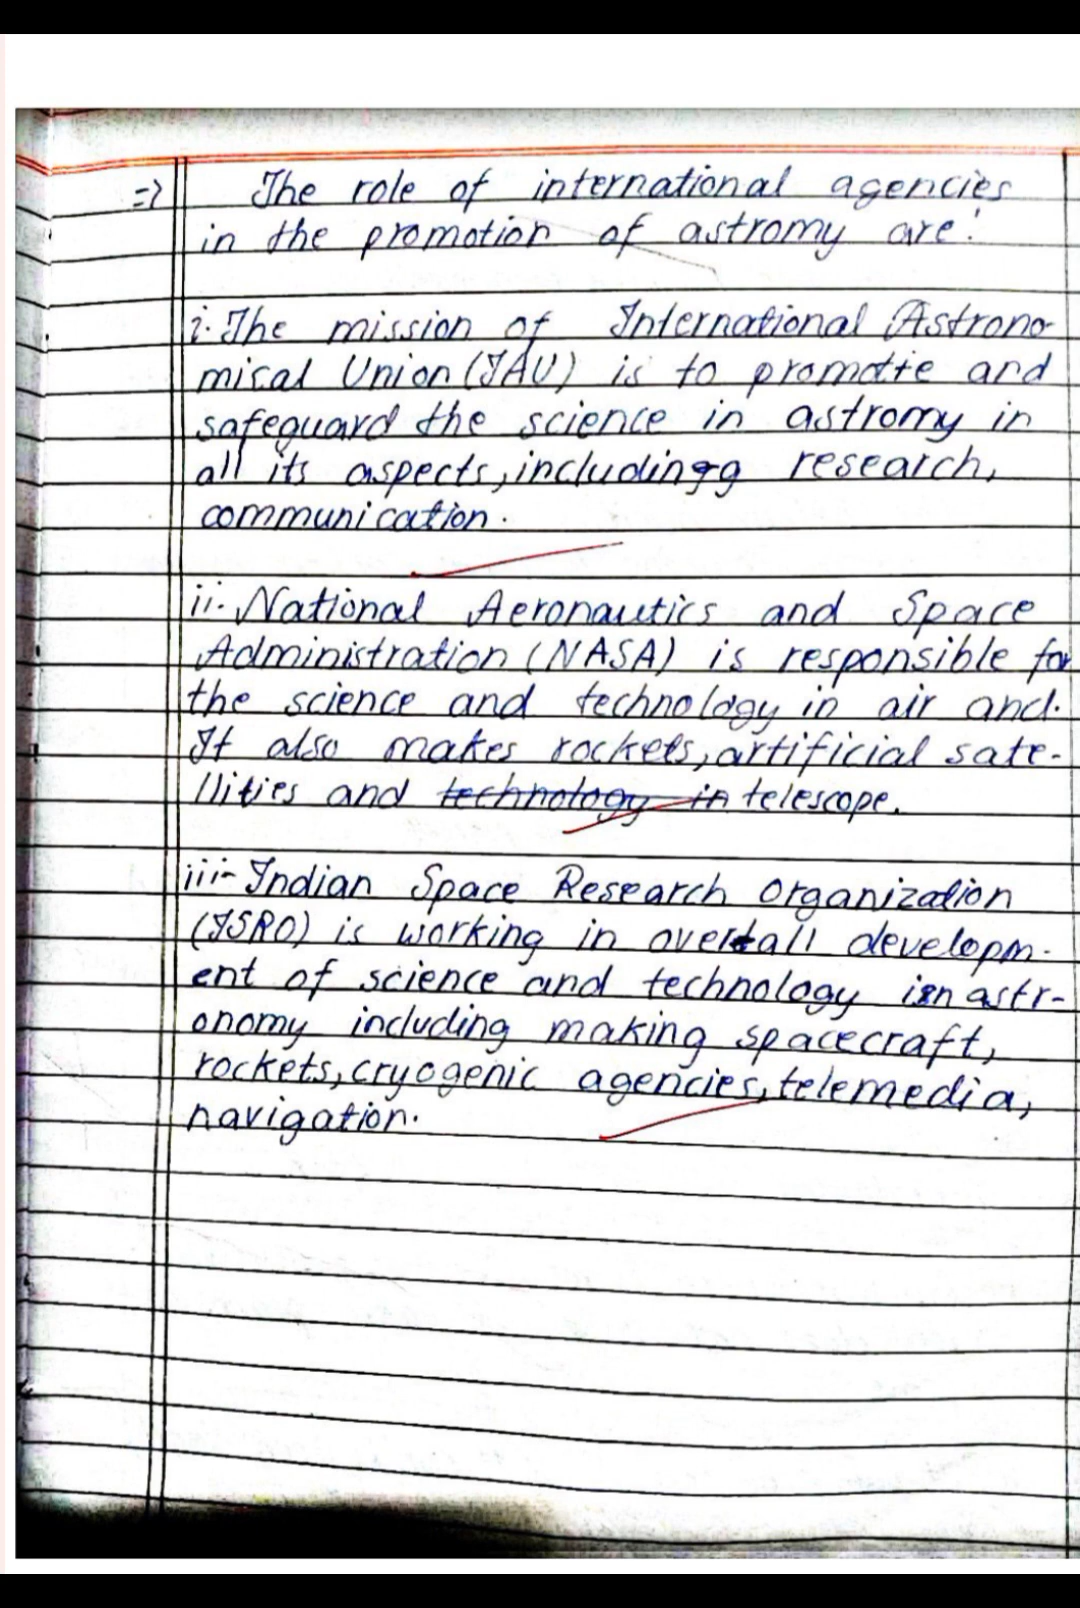 => The role of international agencies
in the promotion of astromy are:
i. The mission of International Astrono-
mical Union (IAU) is to promotte and
safeguard the science in astromy in
all its aspects, including research,
communication.
ii. National Aeronautics and Space
Administration (NASA) is responsible for
the science and technology in air and.
It also makes rockets, artificial sate-
llities and technology in telescope.
iii- Indian Space Research Organization
(ISRO) is working in overall developm-
ent of science and technology in astr-
onomy including making spacecraft,
rockets, cryogenic agencies, telemedia,
navigation.